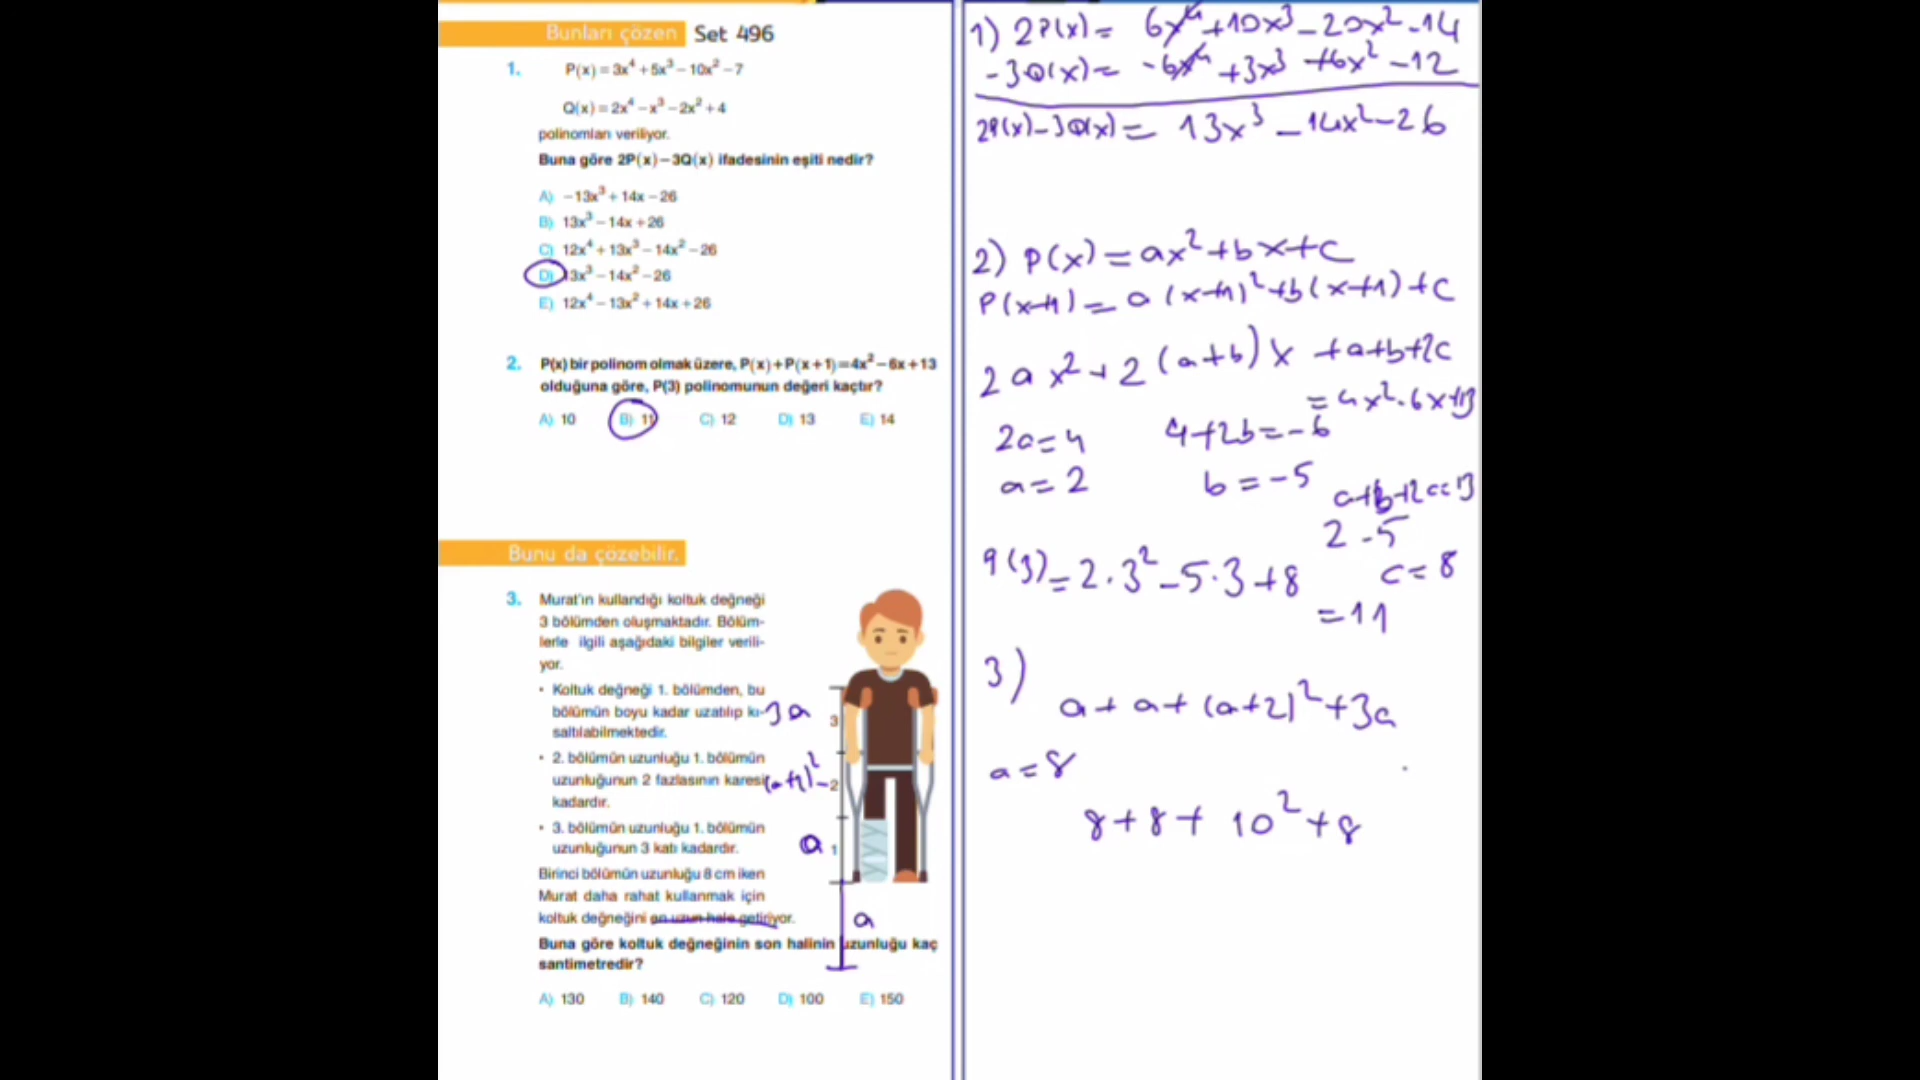 Bunları çözen Set 496
1. P(x) = 3x⁴ + 5x³ – 10x² – 7
Q(x) = 2x⁴ – x³ – 2x² + 4
polinomları veriliyor.
Buna göre 2P(x) – 3Q(x) ifadesinin eşiti nedir?
A) –13x³ + 14x – 26
B) 13x³ – 14x + 26
C) 12x⁴ + 13x³ – 14x² – 26
D) 13x³ – 14x² – 26
E) 12x⁴ – 13x² + 14x + 26
2. P(x) bir polinom olmak üzere, P(x) + P(x + 1) = 4x² – 6x + 13
olduğuna göre, P(3) polinomunun değeri kaçtır?
A) 10 B) 11 C) 12 D) 13 E) 14
Bunu da çözebilir.
3. Murat'ın kullandığı koltuk değneği
3 bölümden oluşmaktadır. Bölüm-
lerle ilgili aşağıdaki bilgiler verili-
yor.
• Koltuk değneği 1. bölümden, bu
bölümün boyu kadar uzatılıp kı-
saltılabilmektedir.
• 2. bölümün uzunluğu 1. bölümün
uzunluğunun 2 fazlasının karesi
kadardır.
• 3. bölümün uzunluğu 1. bölümün
uzunluğunun 3 katı kadardır.
Birinci bölümün uzunluğu 8 cm iken
Murat daha rahat kullanmak için
koltuk değneğini en uzun hale getiriyor.
Buna göre koltuk değneğinin son halinin uzunluğu kaç
santimetredir?
A) 130 B) 140 C) 120 D) 100 E) 150
3a 3
2
a 1
a
1) 2P(x) = 6x⁴ + 10x³ – 20x² – 14
–3Q(x) = –6x⁴ + 3x³ + 6x² – 12
2P(x) – 3Q(x) = 13x³ – 14x² – 26
2) P(x) = ax² + bx + c
P(x+1) = a(x+1)² + b(x+1) + c
2ax² + 2(a+b)x + a+b+2c
= 4x² - 6x + 13
2a = 4 4 + 2b = –6
a = 2 b = –5
a+b+2c = 13
2 - 5
P(3) = 2.3² – 5.3 + 8 c = 8
= 11
3)
a + a + (a+2)² + 3a
a = 8
8 + 8 + 10² + 8